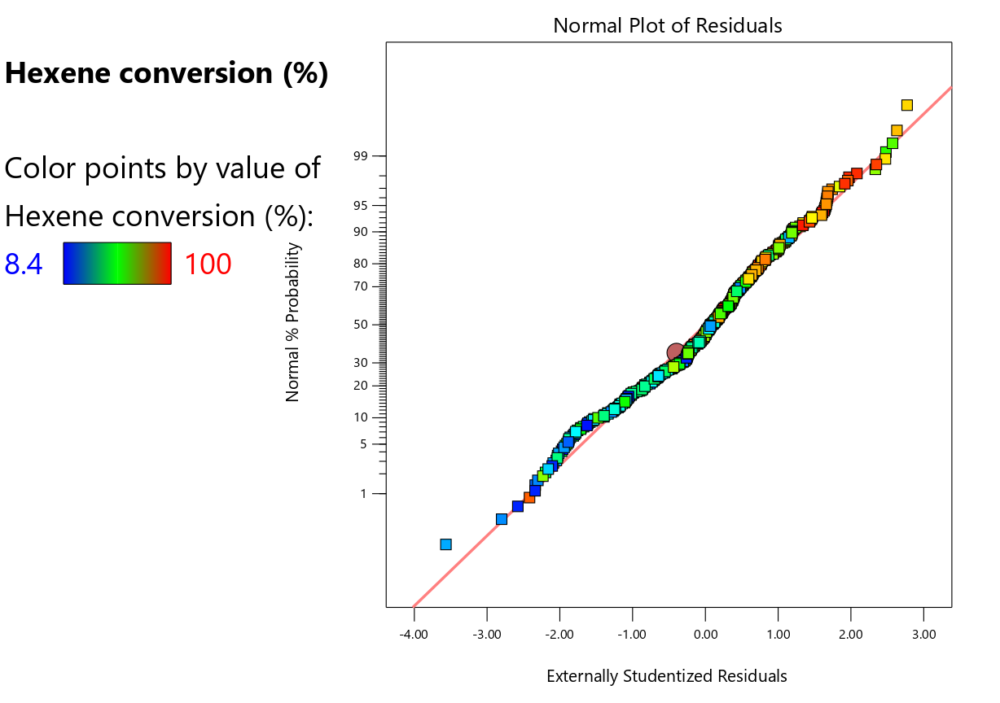 Normal Plot of Residuals
Hexene conversion (%)
Color points by value of
Hexene conversion (%):
8.4 100
Normal % Probability
99
95
90
80
70
50
30
20
10
5
1
-4.00 -3.00 -2.00 -1.00 0.00 1.00 2.00 3.00
Externally Studentized Residuals